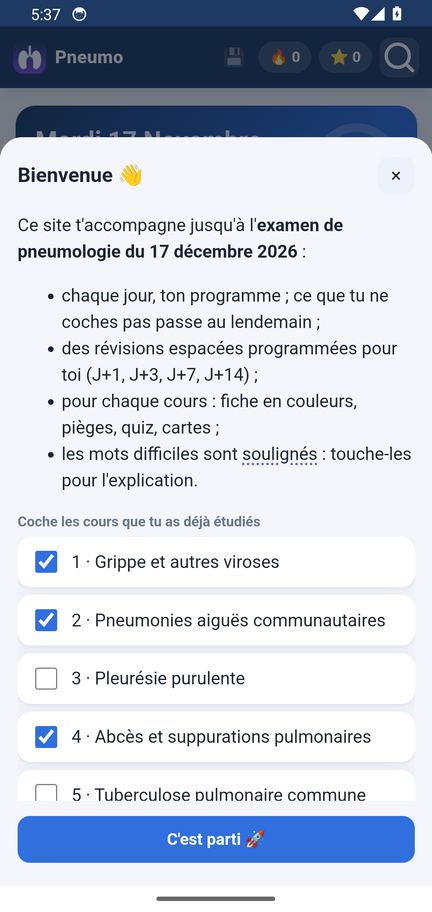 5:37
Pneumo
0
0
Mardi 17 Novembre
Bienvenue 👋
×
Ce site t'accompagne jusqu'à l'examen de
pneumologie du 17 décembre 2026 :
• chaque jour, ton programme ; ce que tu ne
coches pas passe au lendemain ;
• des révisions espacées programmées pour
toi (J+1, J+3, J+7, J+14) ;
• pour chaque cours : fiche en couleurs,
pièges, quiz, cartes ;
• les mots difficiles sont soulignés : touche-les
pour l'explication.
Coche les cours que tu as déjà étudiés
1 · Grippe et autres viroses
2 · Pneumonies aiguës communautaires
3 · Pleurésie purulente
4 · Abcès et suppurations pulmonaires
5 · Tuberculose pulmonaire commune
C'est parti 🚀